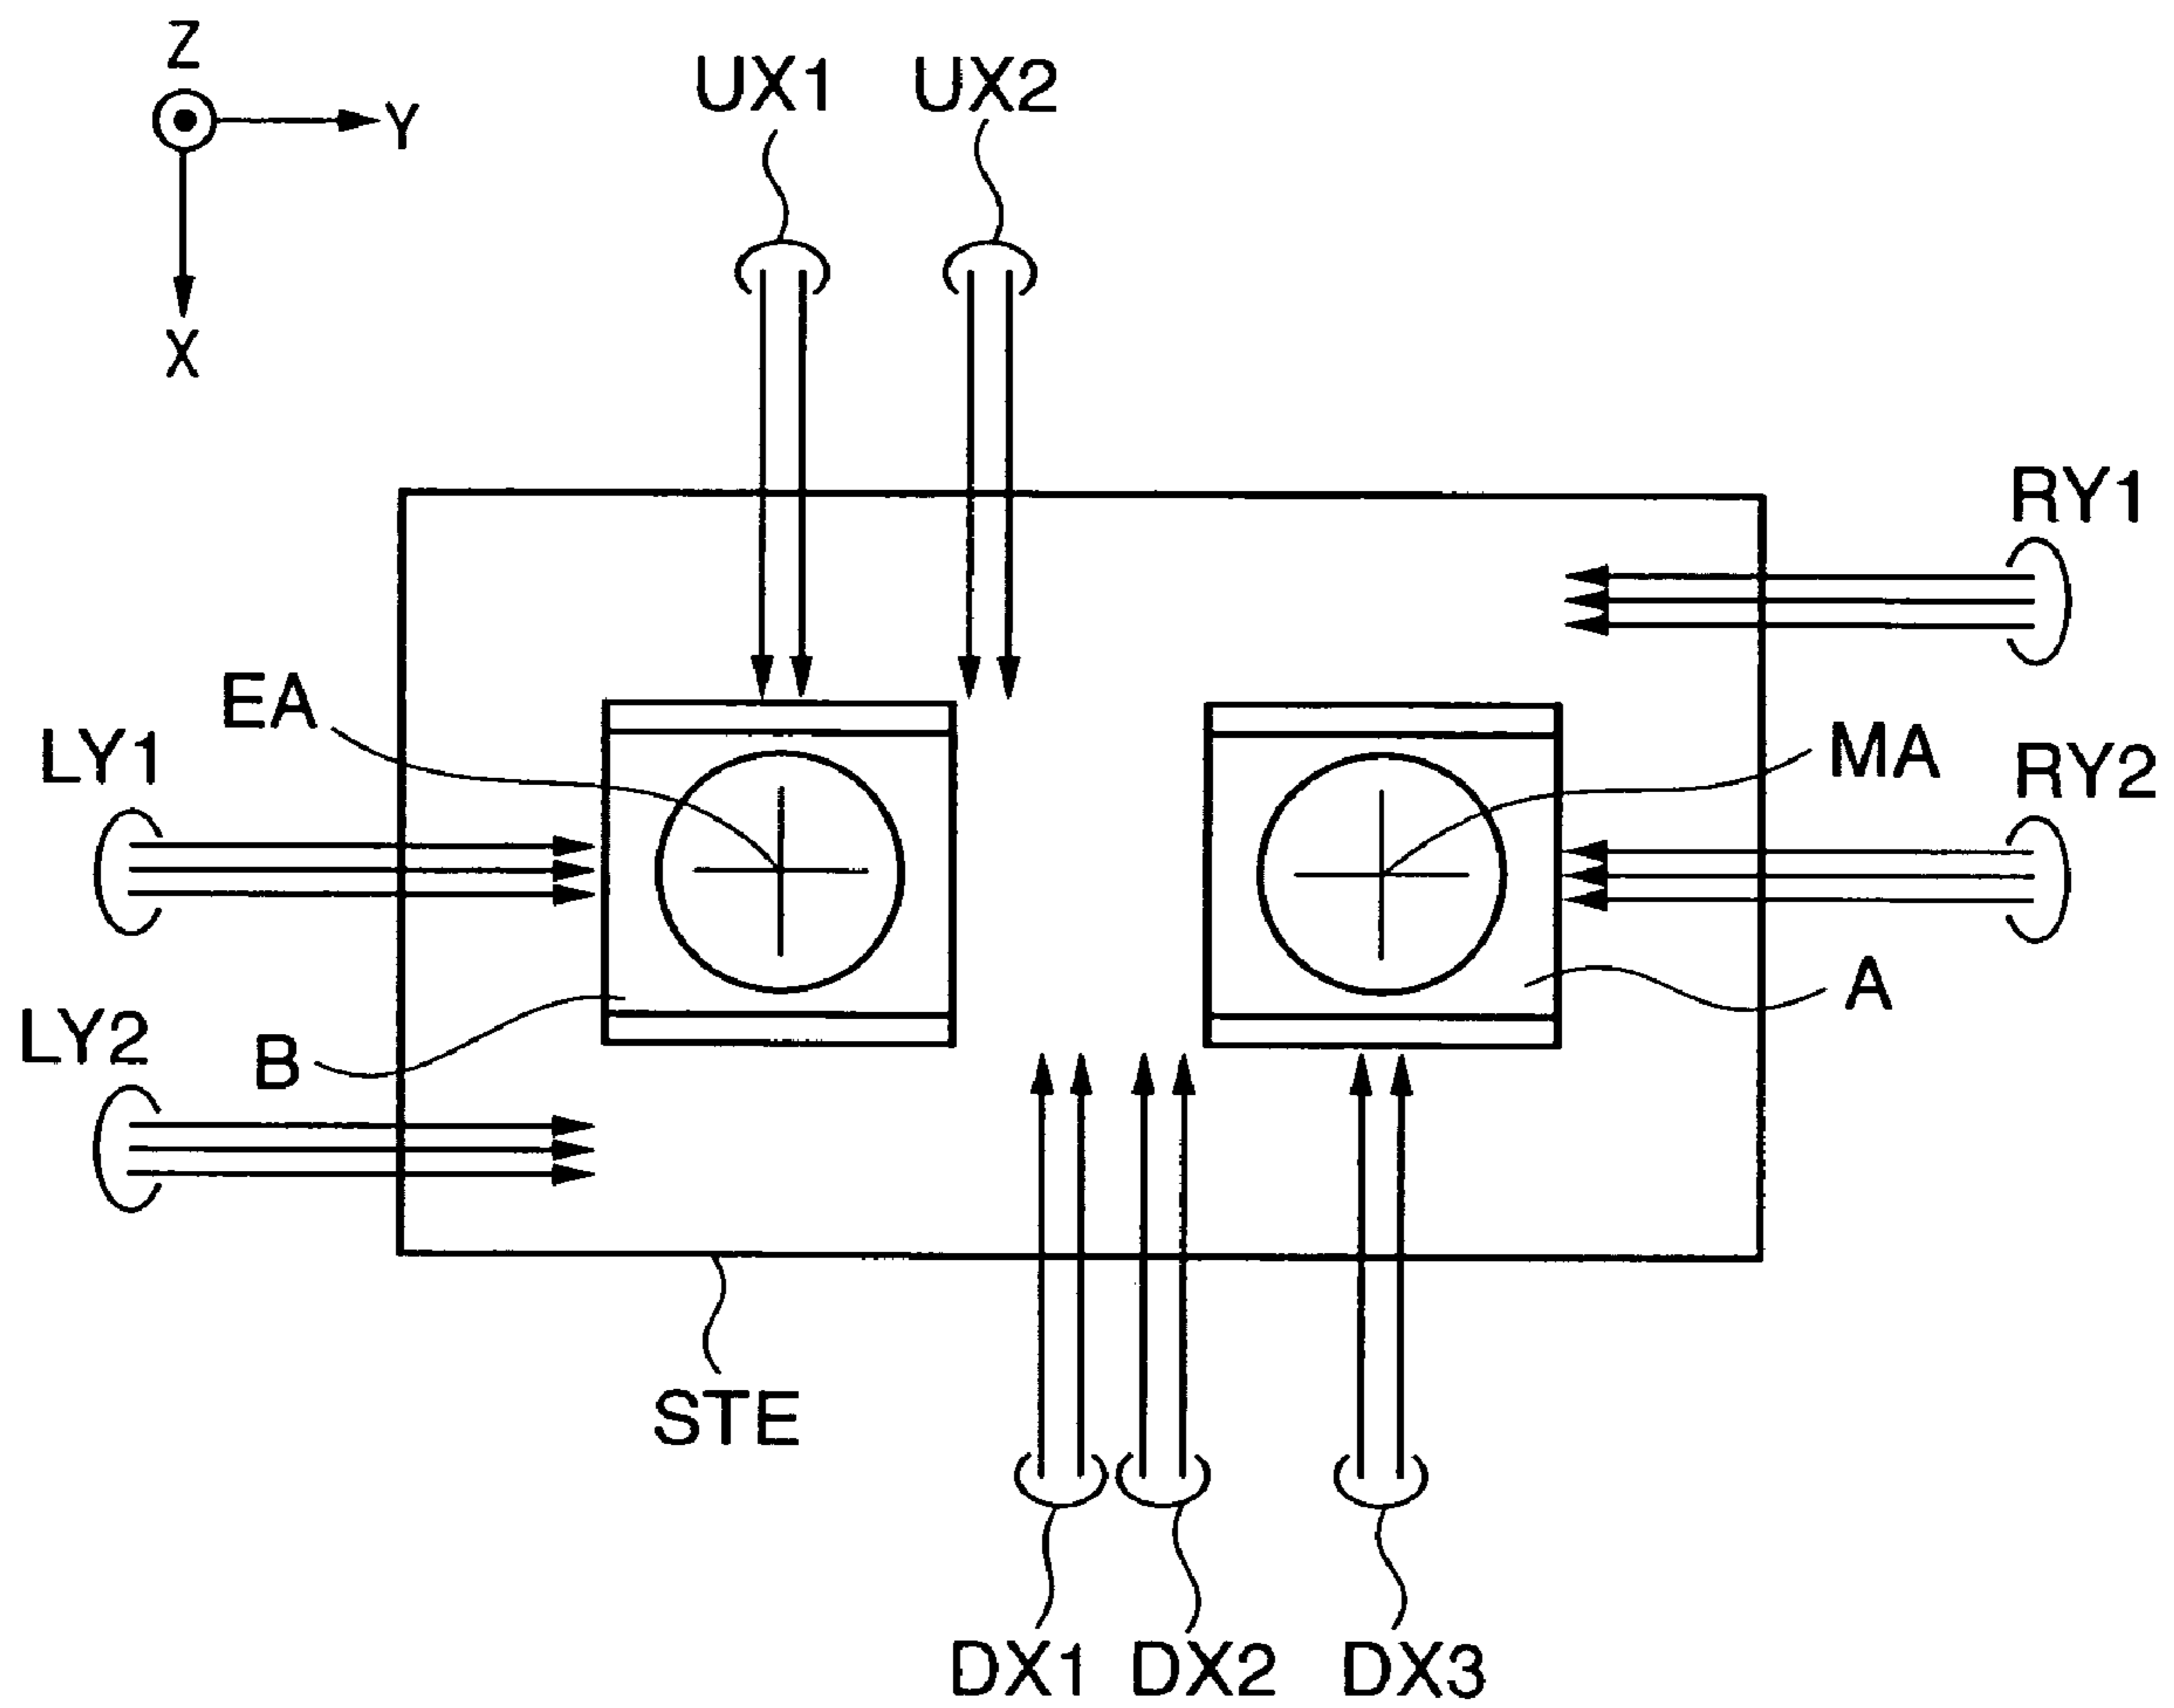 Z
UX1 UX2
Y
X
RY1
EA
LY1
MA
RY2
A
LY2
B
STE
DX1 DX2 DX3